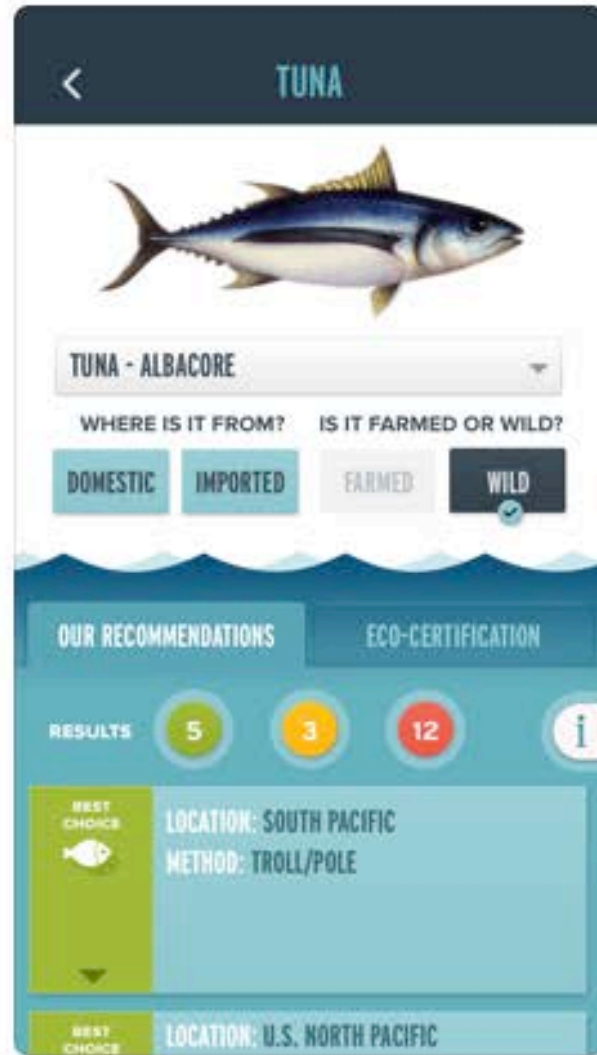 TUNA
TUNA - ALBACORE
WHERE IS IT FROM? IS IT FARMED OR WILD?
DOMESTIC IMPORTED FARMED WILD
OUR RECOMMENDATIONS ECO-CERTIFICATION
RESULTS 5 3 12 i
BEST
CHOICE
LOCATION: SOUTH PACIFIC
METHOD: TROLL/POLE
BEST
CHOICE
LOCATION: U.S. NORTH PACIFIC